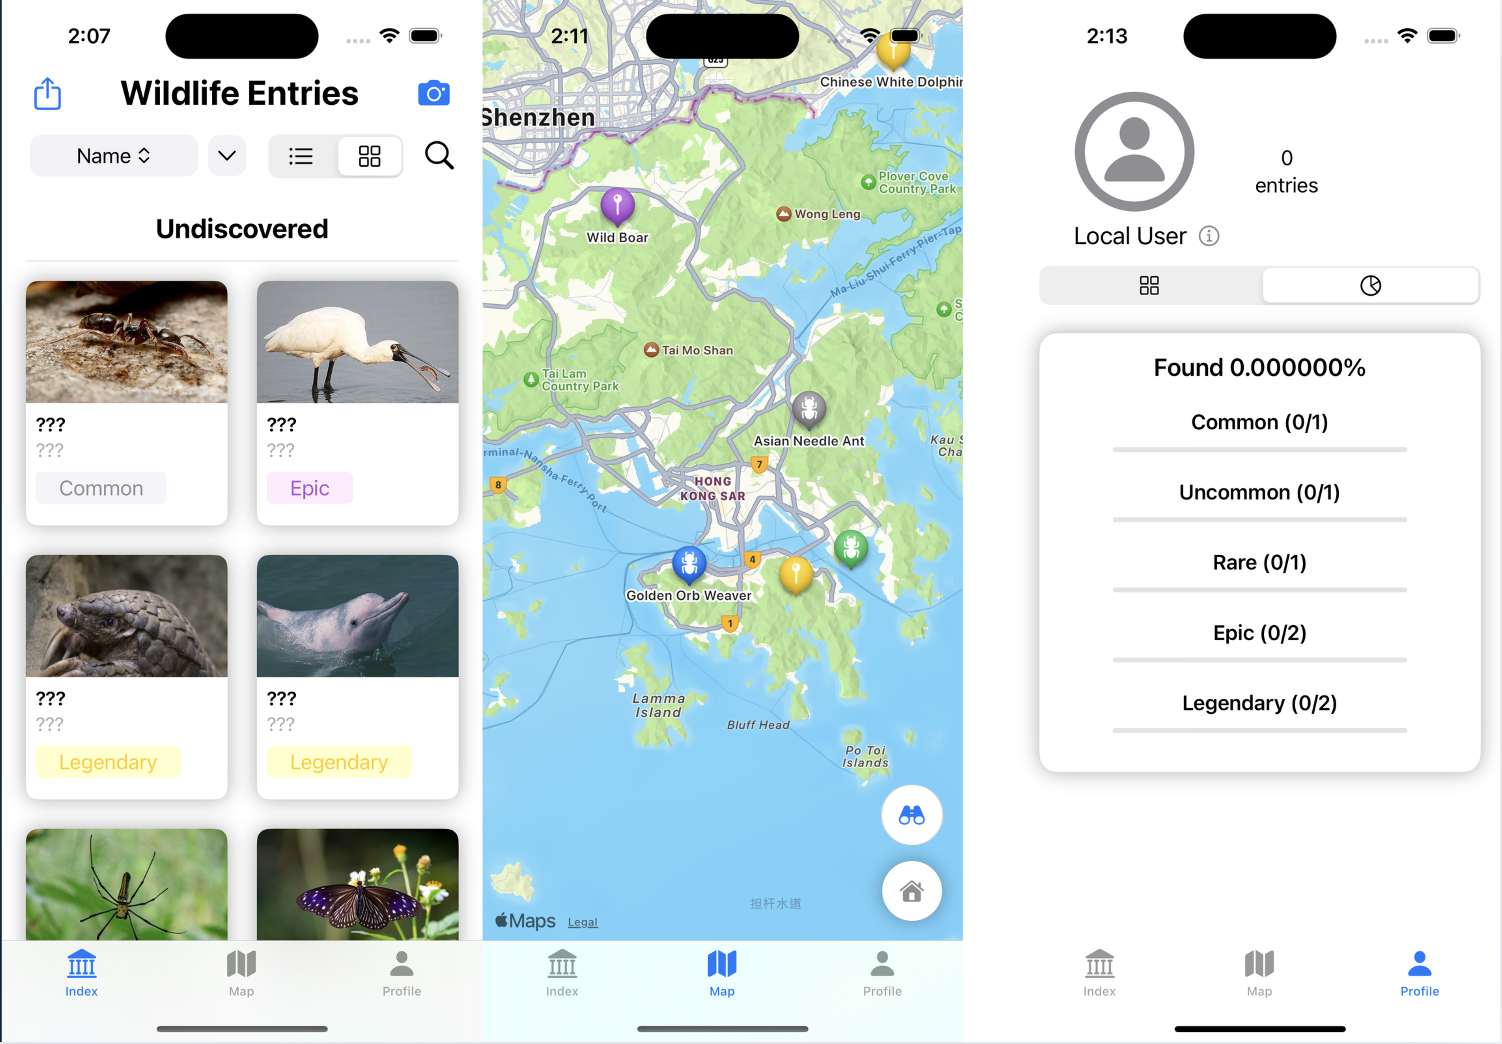 2:07
Wildlife Entries
Name
Undiscovered
???
???
Common
???
???
Epic
???
???
Legendary
???
???
Legendary
Index
Map
Profile
2:11
G25
Chinese White Dolphin
Shenzhen
Plover Cove
Country Park
Wong Leng
Wild Boar
Ma-Liu-Shui-Ferry-Pier-Tap
S
C
Tai Mo Shan
Tai Lam
Country Park
Asian Needle Ant
Kau S
Cha
rminal-Nansha-Ferry-Port
7
8
HONG
KONG SAR
4
Golden Orb Weaver
1
Lamma
Island
Bluff Head
Po Toi
Islands
担杆水道
Maps
Legal
Index
Map
Profile
2:13
0
entries
Local User
Found 0.000000%
Common (0/1)
Uncommon (0/1)
Rare (0/1)
Epic (0/2)
Legendary (0/2)
Index
Map
Profile